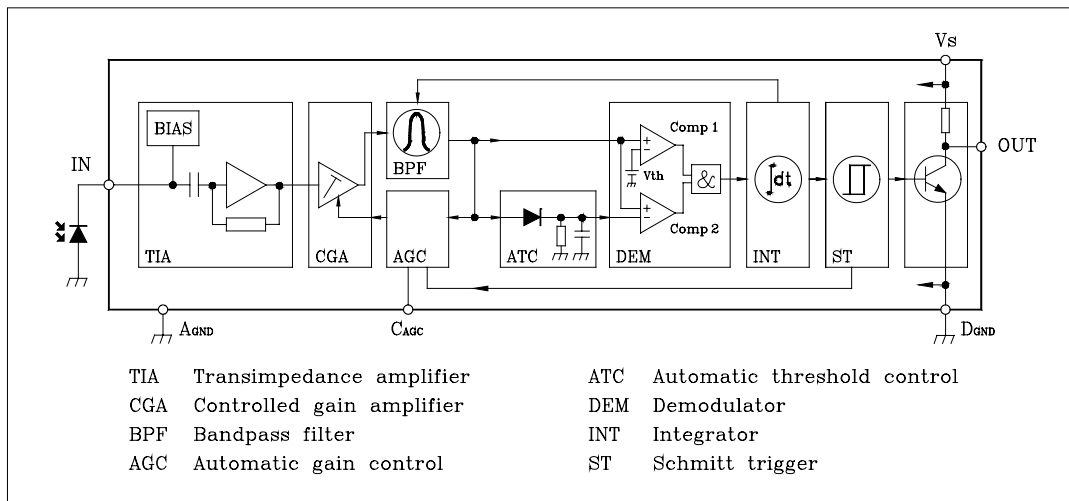 Vs
BIAS
Comp 1
IN
OUT
BPF
Vth
&
∫dt
Comp 2
TIA
CGA
AGC
ATC
DEM
INT
ST
AGND
CAGC
DGND
TIA Transimpedance amplifier
CGA Controlled gain amplifier
BPF Bandpass filter
AGC Automatic gain control
ATC Automatic threshold control
DEM Demodulator
INT Integrator
ST Schmitt trigger